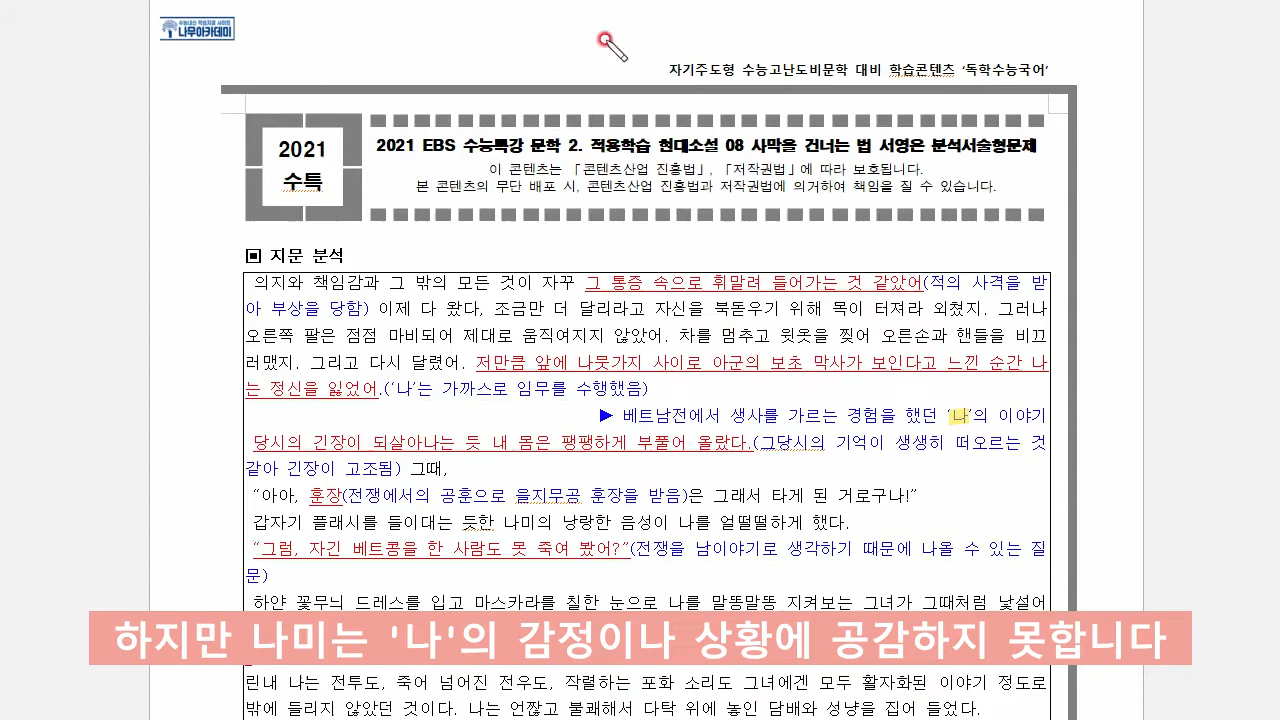 수능내신 학습자료 사이트
나무아카데미
자기주도형 수능고난도비문학 대비 학습콘텐츠 ‘독학수능국어’
2021
수특
2021 EBS 수능특강 문학 2. 적용학습 현대소설 08 사막을 건너는 법 서영은 분석서술형문제
이 콘텐츠는 「콘텐츠산업 진흥법」, 「저작권법」에 따라 보호됩니다.
본 콘텐츠의 무단 배포 시, 콘텐츠산업 진흥법과 저작권법에 의거하여 책임을 질 수 있습니다.
▣ 지문 분석
의지와 책임감과 그 밖의 모든 것이 자꾸 그 통증 속으로 휘말려 들어가는 것 같았어(적의 사격을 받
아 부상을 당함) 이제 다 왔다, 조금만 더 달리라고 자신을 북돋우기 위해 목이 터져라 외쳤지. 그러나
오른쪽 팔은 점점 마비되어 제대로 움직여지지 않았어. 차를 멈추고 윗옷을 찢어 오른손과 핸들을 비끄
러맸지. 그리고 다시 달렸어. 저만큼 앞에 나뭇가지 사이로 아군의 보초 막사가 보인다고 느낀 순간 나
는 정신을 잃었어.(‘나’는 가까스로 임무를 수행했음)
▶ 베트남전에서 생사를 가르는 경험을 했던 ‘나’의 이야기
당시의 긴장이 되살아나는 듯 내 몸은 팽팽하게 부풀어 올랐다.(그당시의 기억이 생생히 떠오르는 것
같아 긴장이 고조됨) 그때,
“아아, 훈장(전쟁에서의 공훈으로 을지무공 훈장을 받음)은 그래서 타게 된 거로구나!”
갑자기 플래시를 들이대는 듯한 나미의 낭랑한 음성이 나를 얼떨떨하게 했다.
“그럼, 자긴 베트콩을 한 사람도 못 죽여 봤어?”(전쟁을 남이야기로 생각하기 때문에 나올 수 있는 질
문)
하얀 꽃무늬 드레스를 입고 마스카라를 칠한 눈으로 나를 말똥말똥 지켜보는 그녀가 그때처럼 낯설어
하지만 나미는 '나'의 감정이나 상황에 공감하지 못합니다
린내 나는 전투도, 죽어 넘어진 전우도, 작렬하는 포화 소리도 그녀에겐 모두 활자화된 이야기 정도로
밖에 들리지 않았던 것이다. 나는 언짢고 불쾌해서 다탁 위에 놓인 담배와 성냥을 집어 들었다.